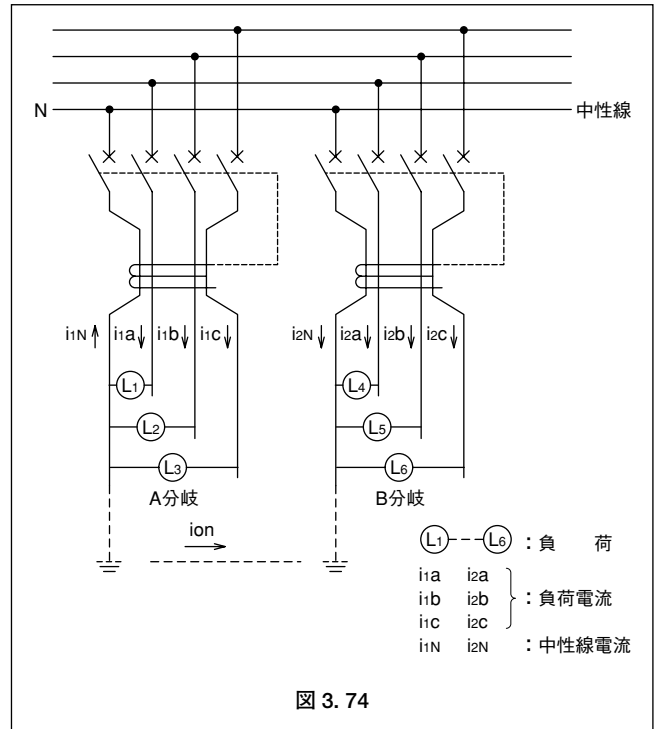 N 中性線
i1N i1a i1b i1c i2N i2a i2b i2c
L1 L4
L2 L5
L3 L6
A分岐 B分岐
ion
L1 L6 ：負　荷
i1a i2a
i1b i2b ：負荷電流
i1c i2c
i1N i2N ：中性線電流
図 3. 74